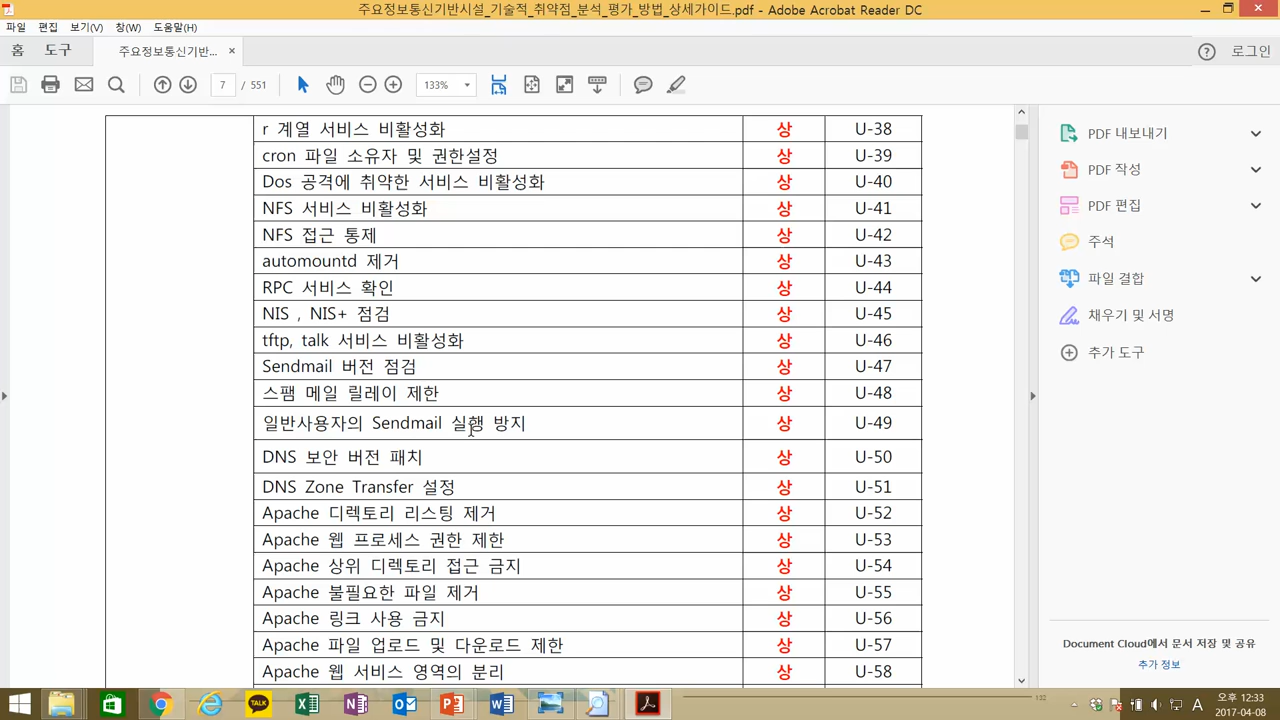 주요정보통신기반시설_기술적_취약점_분석_평가_방법_상세가이드.pdf - Adobe Acrobat Reader DC
파일 편집 보기(V) 창(W) 도움말(H)
홈 도구 주요정보통신기반... × 로그인
7 / 551 133%
r 계열 서비스 비활성화 상 U-38
cron 파일 소유자 및 권한설정 상 U-39
Dos 공격에 취약한 서비스 비활성화 상 U-40
NFS 서비스 비활성화 상 U-41
NFS 접근 통제 상 U-42
automountd 제거 상 U-43
RPC 서비스 확인 상 U-44
NIS , NIS+ 점검 상 U-45
tftp, talk 서비스 비활성화 상 U-46
Sendmail 버전 점검 상 U-47
스팸 메일 릴레이 제한 상 U-48
일반사용자의 Sendmail 실행 방지 상 U-49
DNS 보안 버전 패치 상 U-50
DNS Zone Transfer 설정 상 U-51
Apache 디렉토리 리스팅 제거 상 U-52
Apache 웹 프로세스 권한 제한 상 U-53
Apache 상위 디렉토리 접근 금지 상 U-54
Apache 불필요한 파일 제거 상 U-55
Apache 링크 사용 금지 상 U-56
Apache 파일 업로드 및 다운로드 제한 상 U-57
Apache 웹 서비스 영역의 분리 상 U-58
PDF 내보내기
PDF 작성
PDF 편집
주석
파일 결합
채우기 및 서명
추가 도구
Document Cloud에서 문서 저장 및 공유
추가 정보
TALK
132
A
오후 12:33
2017-04-08